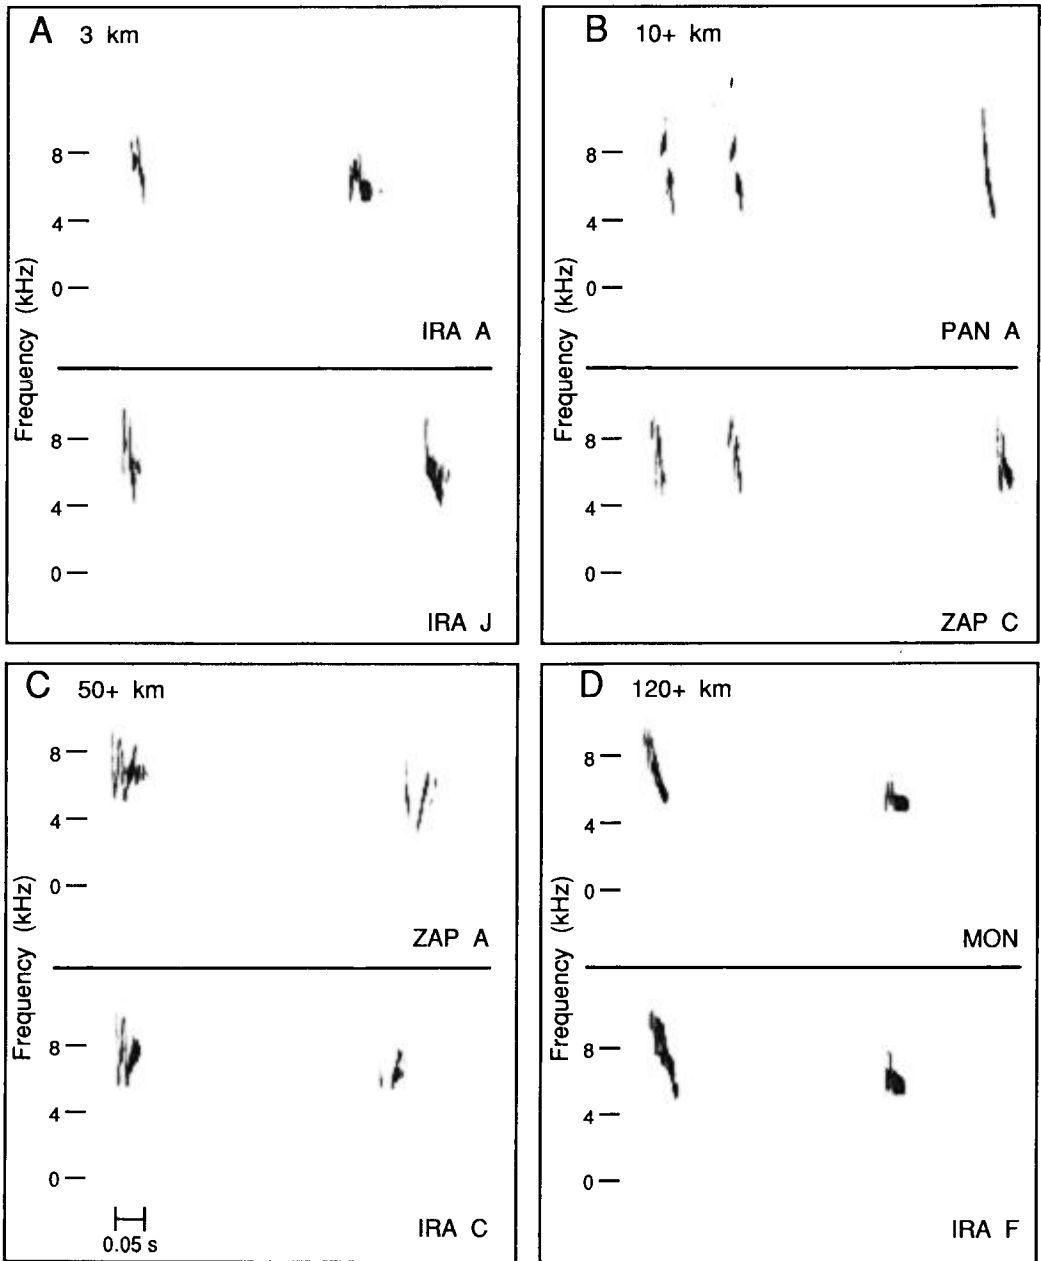 A 3 km
8
4
0
Frequency (kHz)
IRA A
8
4
0
IRA J
B 10+ km
8
4
0
Frequency (kHz)
PAN A
8
4
0
ZAP C
C 50+ km
8
4
0
Frequency (kHz)
ZAP A
8
4
0
0.05 s
IRA C
D 120+ km
8
4
0
Frequency (kHz)
MON
8
4
0
IRA F